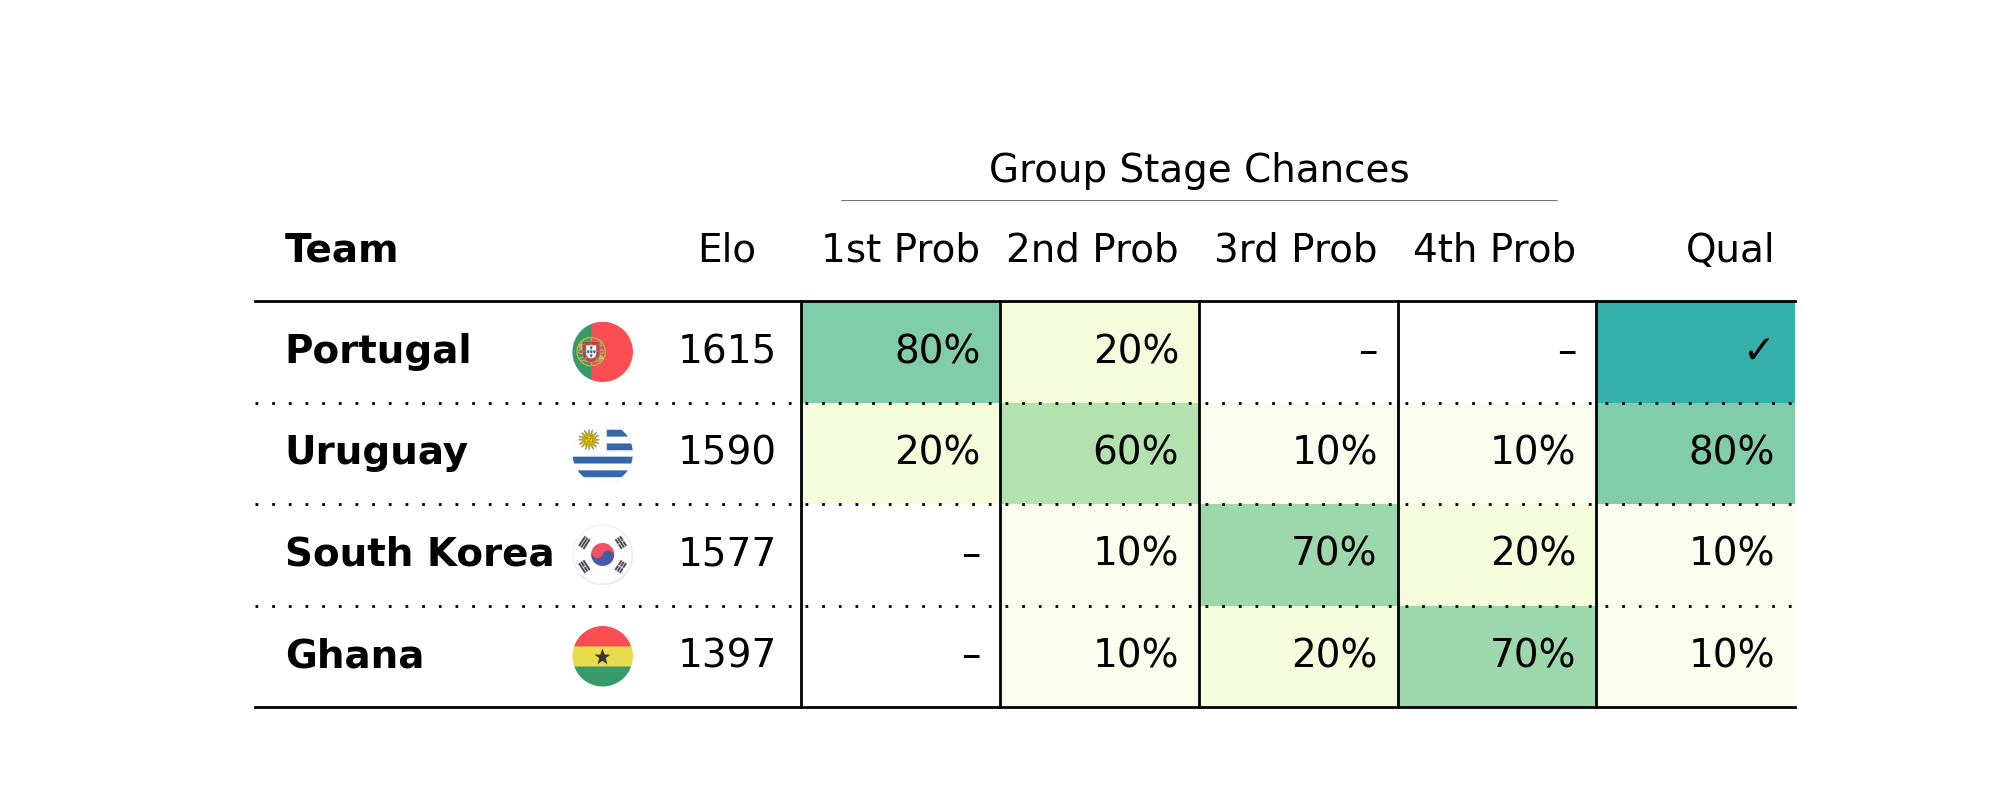 Group Stage Chances
Team Elo 1st Prob 2nd Prob 3rd Prob 4th Prob Qual
Portugal 1615 80% 20% – – ✓
Uruguay 1590 20% 60% 10% 10% 80%
South Korea 1577 – 10% 70% 20% 10%
Ghana 1397 – 10% 20% 70% 10%